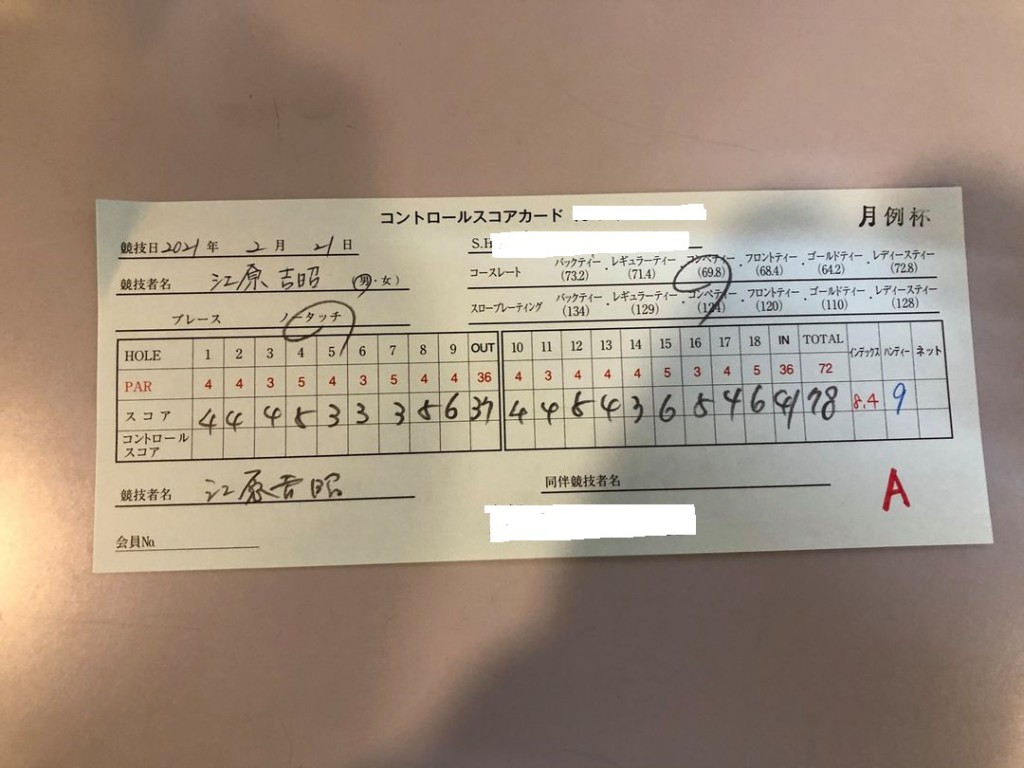 コントロールスコアカード
月例杯
競技日 2021年 2月 21日
S.H
競技者名 江原吉昭 (男・女)
コースレート バックティー(73.2)・レギュラーティー(71.4)・コンペティー(69.8)・フロントティー(68.4)・ゴールドティー(64.2)・レディースティー(72.8)
プレース ノータッチ
スロープレーティング バックティー(134)・レギュラーティー(129)・コンペティー(124)・フロントティー(120)・ゴールドティー(110)・レディースティー(128)
HOLE 1 2 3 4 5 6 7 8 9 OUT 10 11 12 13 14 15 16 17 18 IN TOTAL インデックス ハンディー ネット
PAR 4 4 3 5 4 3 5 4 4 36 4 3 4 4 4 5 3 4 5 36 72
スコア 4 4 4 5 3 3 3 5 6 37 4 4 5 4 3 6 5 4 6 41 78 8.4 9
コントロールスコア
競技者名 江原吉昭
同伴競技者名
A
会員No.